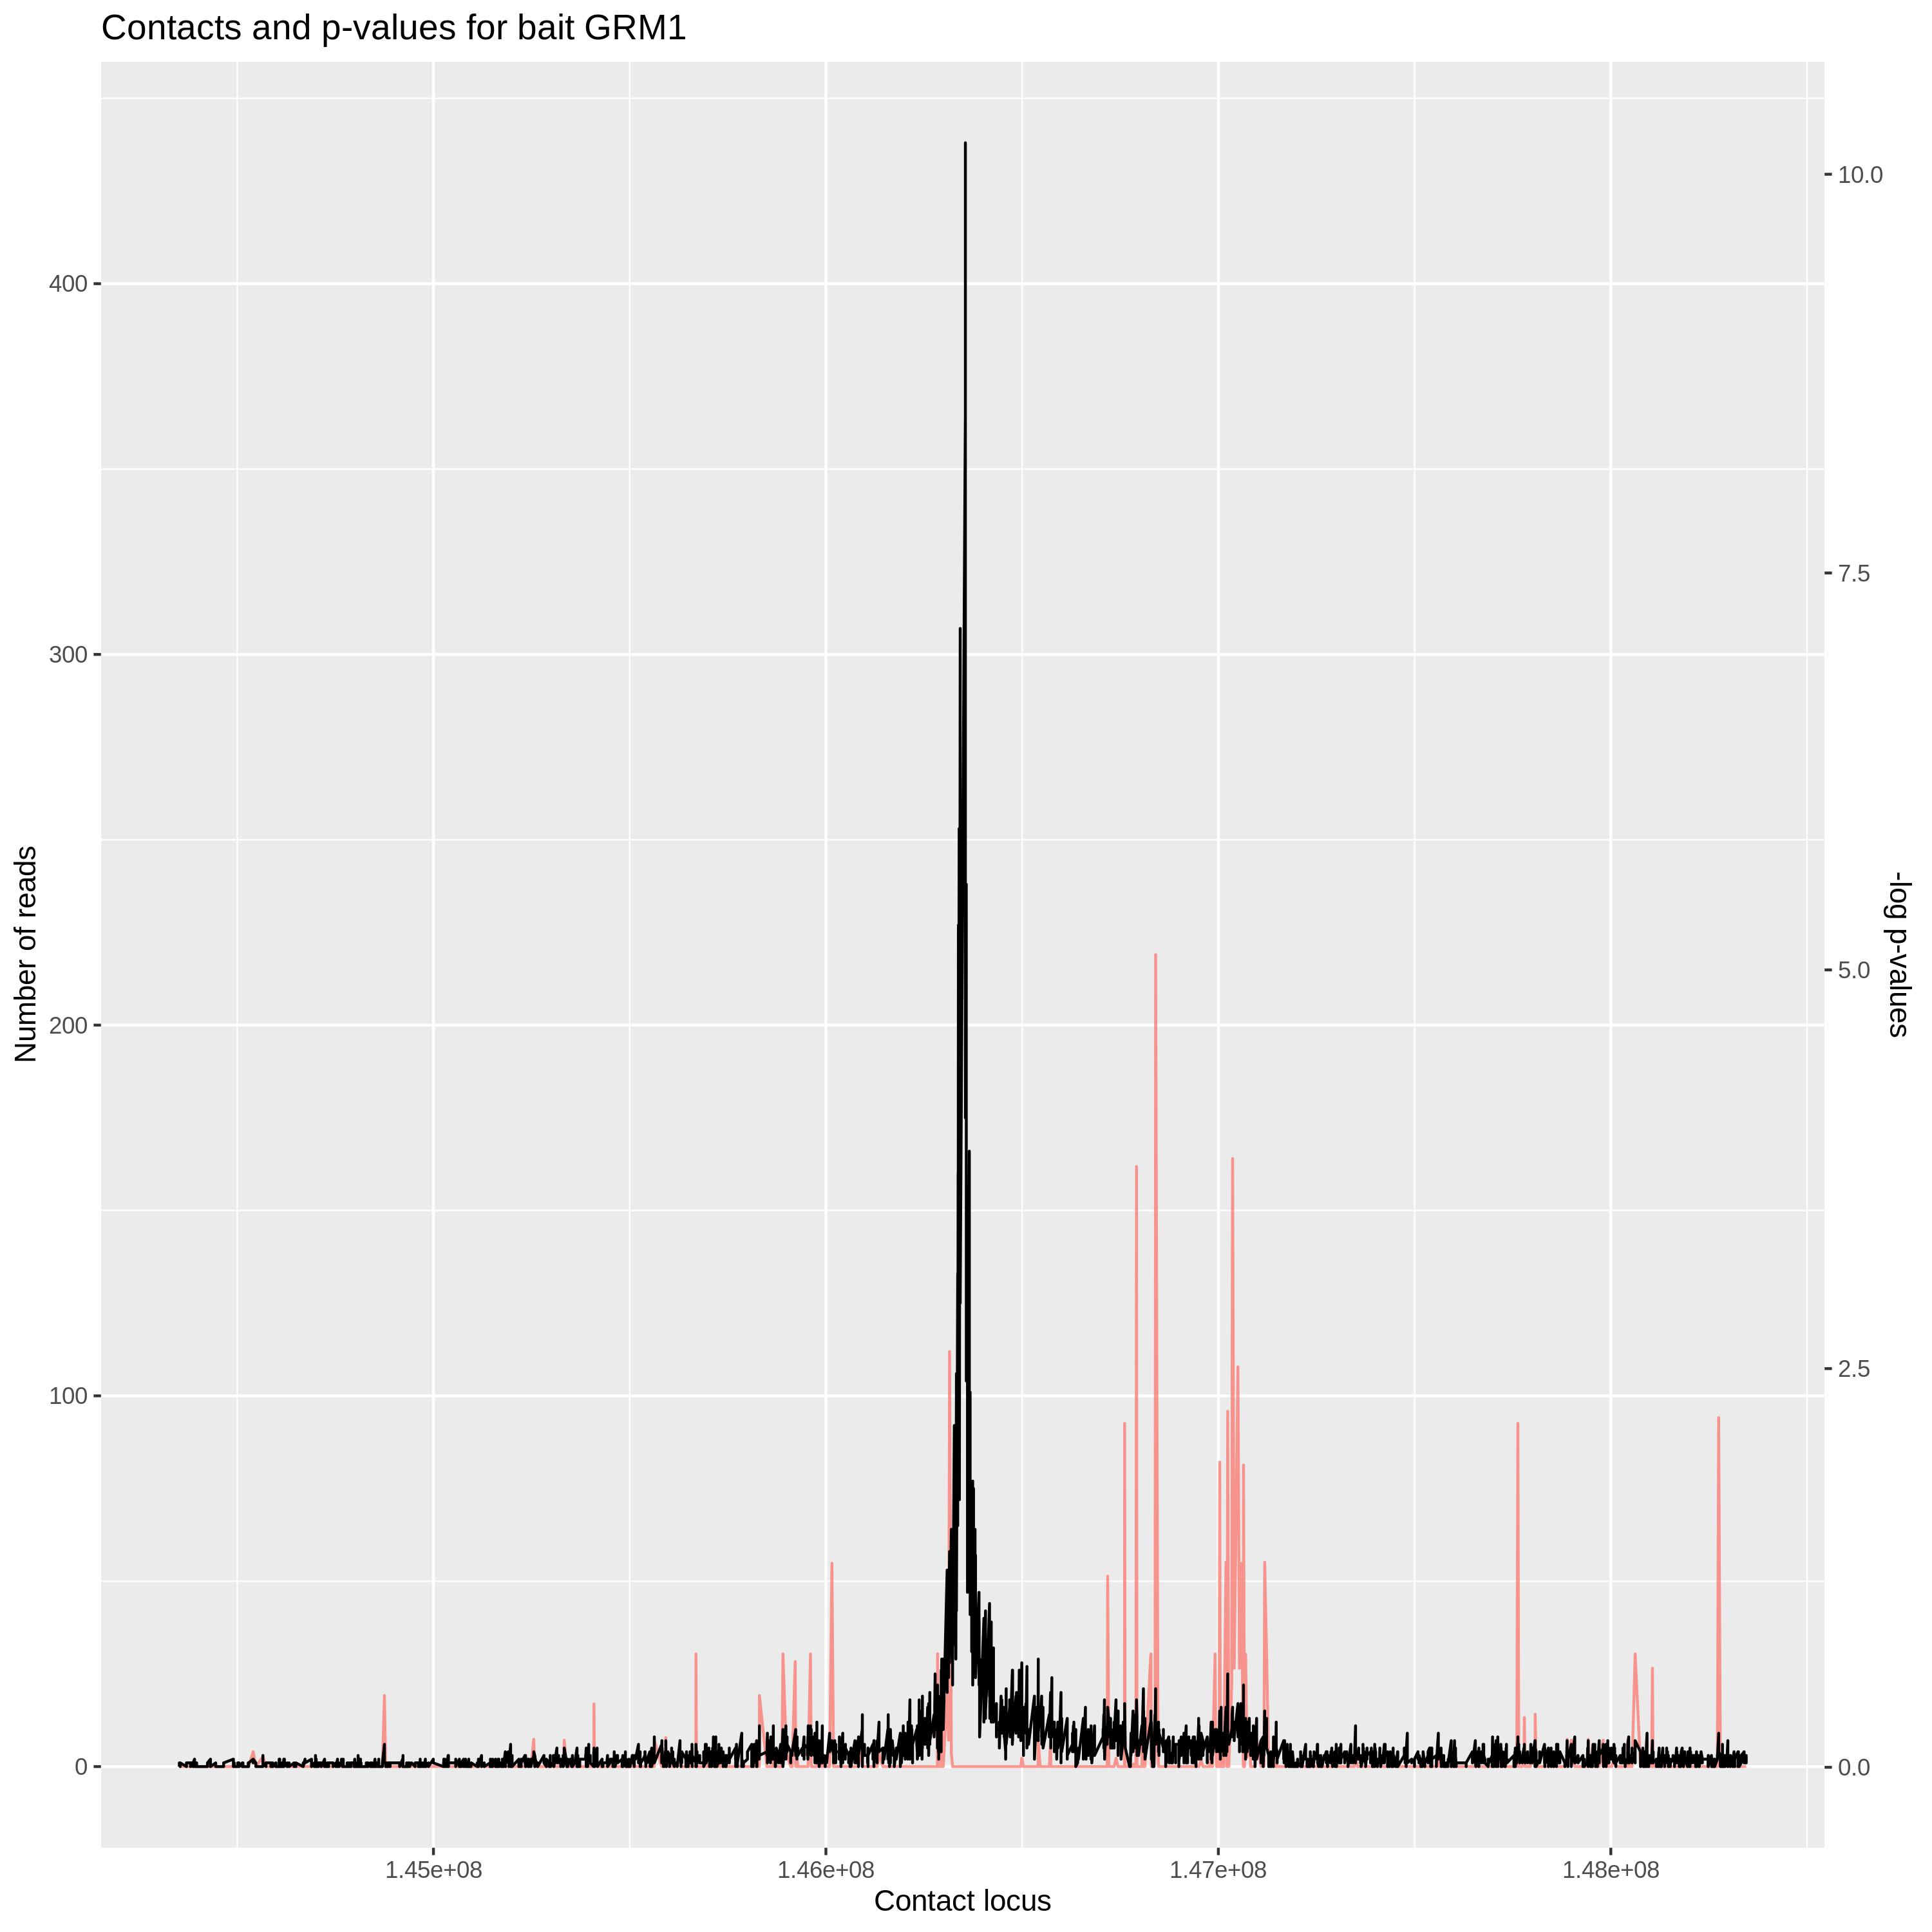 Contacts and p-values for bait GRM1
400
300
200
100
0
Number of reads
10.0
7.5
5.0
2.5
0.0
-log p-values
1.45e+08
1.46e+08
1.47e+08
1.48e+08
Contact locus